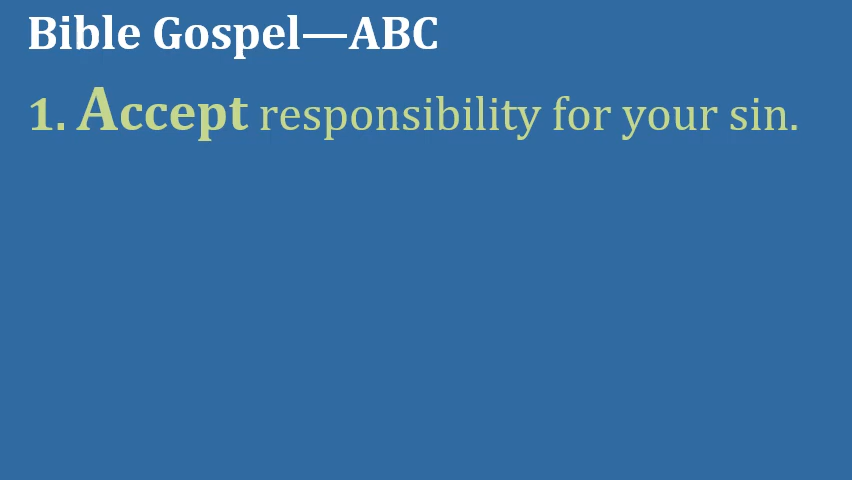 Bible Gospel—ABC
1. Accept responsibility for your sin.